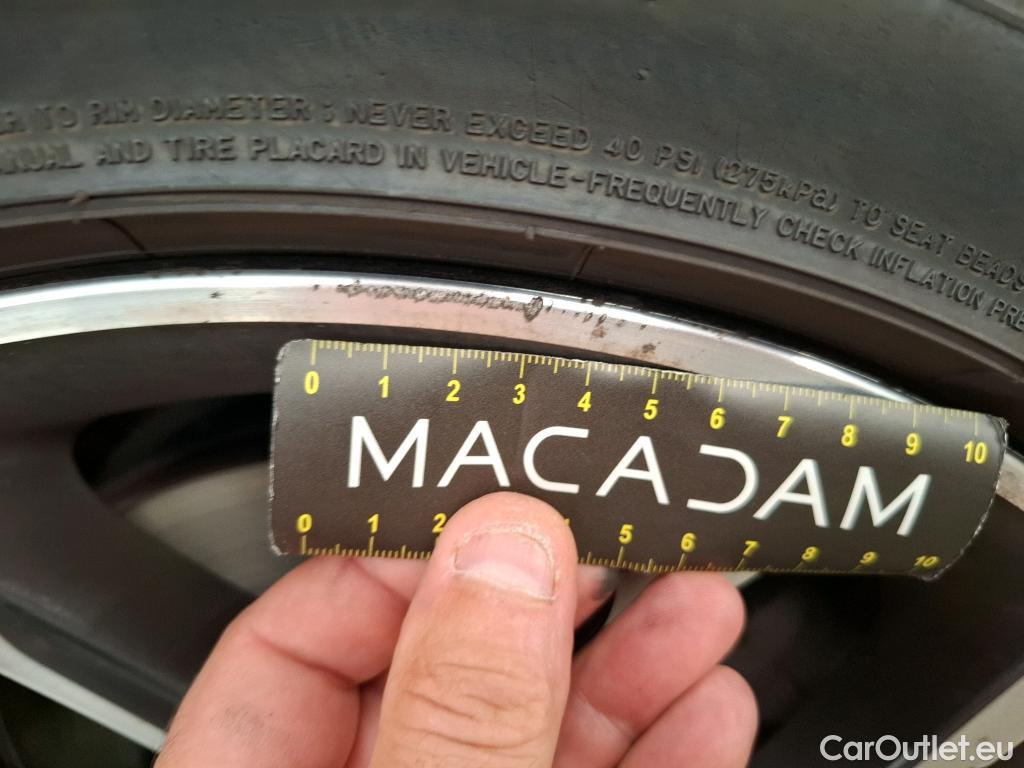 TO RIM DIAMETER ; NEVER EXCEED 40 PSI (275kPa) TO SEAT BEADS
AND TIRE PLACARD IN VEHICLE-FREQUENTLY CHECK INFLATION PRE
0 1 2 3 4 5 6 7 8 9 10
MACADAM
0 1 2 4 5 6 7 8 9 10
CarOutlet.eu